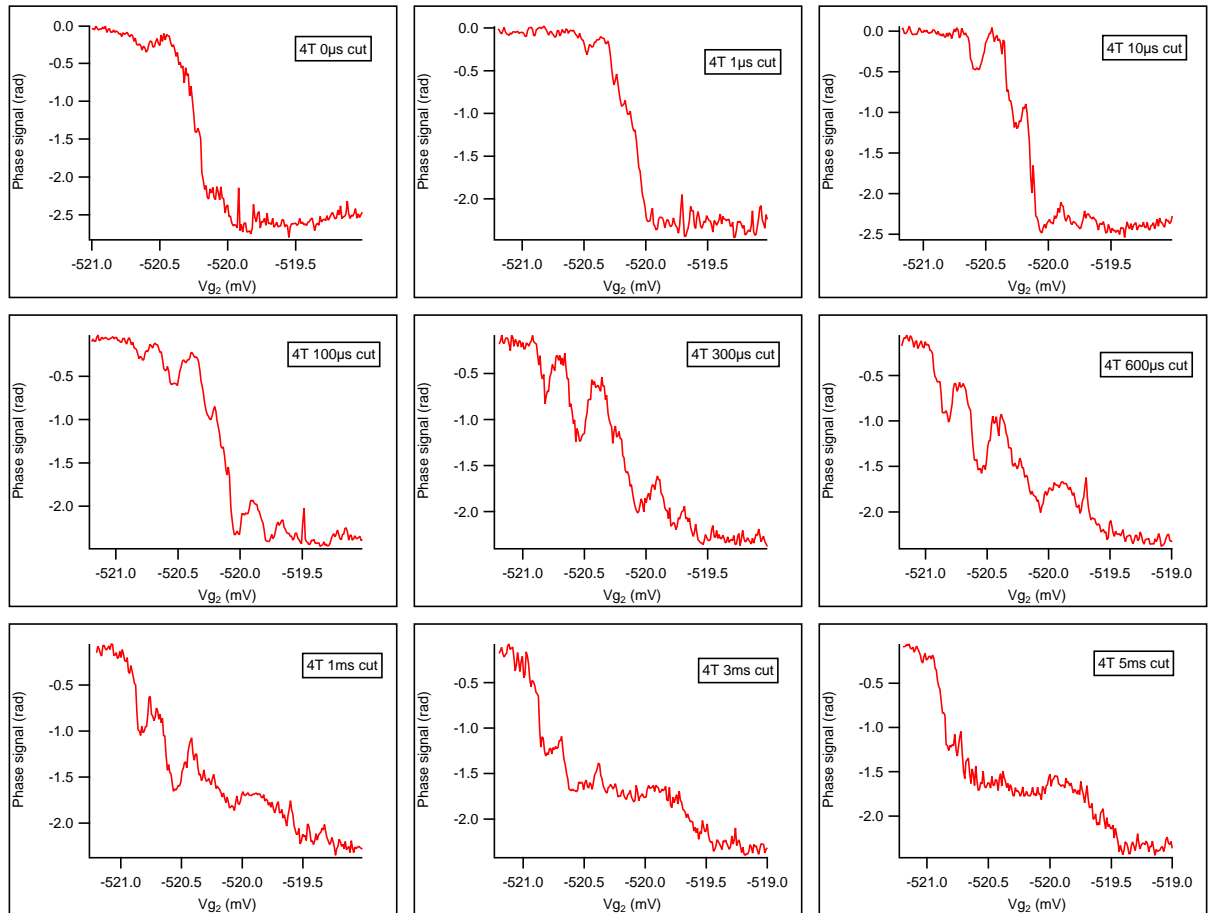 4T 0µs cut
Phase signal (rad)
0.0
-0.5
-1.0
-1.5
-2.0
-2.5
-521.0 -520.5 -520.0 -519.5
Vg₂ (mV)
4T 1µs cut
Phase signal (rad)
0.0
-0.5
-1.0
-1.5
-2.0
-521.0 -520.5 -520.0 -519.5
Vg₂ (mV)
4T 10µs cut
Phase signal (rad)
0.0
-0.5
-1.0
-1.5
-2.0
-2.5
-521.0 -520.5 -520.0 -519.5
Vg₂ (mV)
4T 100µs cut
Phase signal (rad)
-0.5
-1.0
-1.5
-2.0
-521.0 -520.5 -520.0 -519.5
Vg₂ (mV)
4T 300µs cut
Phase signal (rad)
-0.5
-1.0
-1.5
-2.0
-521.0 -520.5 -520.0 -519.5
Vg₂ (mV)
4T 600µs cut
Phase signal (rad)
-0.5
-1.0
-1.5
-2.0
-521.0 -520.5 -520.0 -519.5 -519.0
Vg₂ (mV)
4T 1ms cut
Phase signal (rad)
-0.5
-1.0
-1.5
-2.0
-521.0 -520.5 -520.0 -519.5
Vg₂ (mV)
4T 3ms cut
Phase signal (rad)
-0.5
-1.0
-1.5
-2.0
-521.0 -520.5 -520.0 -519.5 -519.0
Vg₂ (mV)
4T 5ms cut
Phase signal (rad)
-0.5
-1.0
-1.5
-2.0
-521.0 -520.5 -520.0 -519.5 -519.0
Vg₂ (mV)